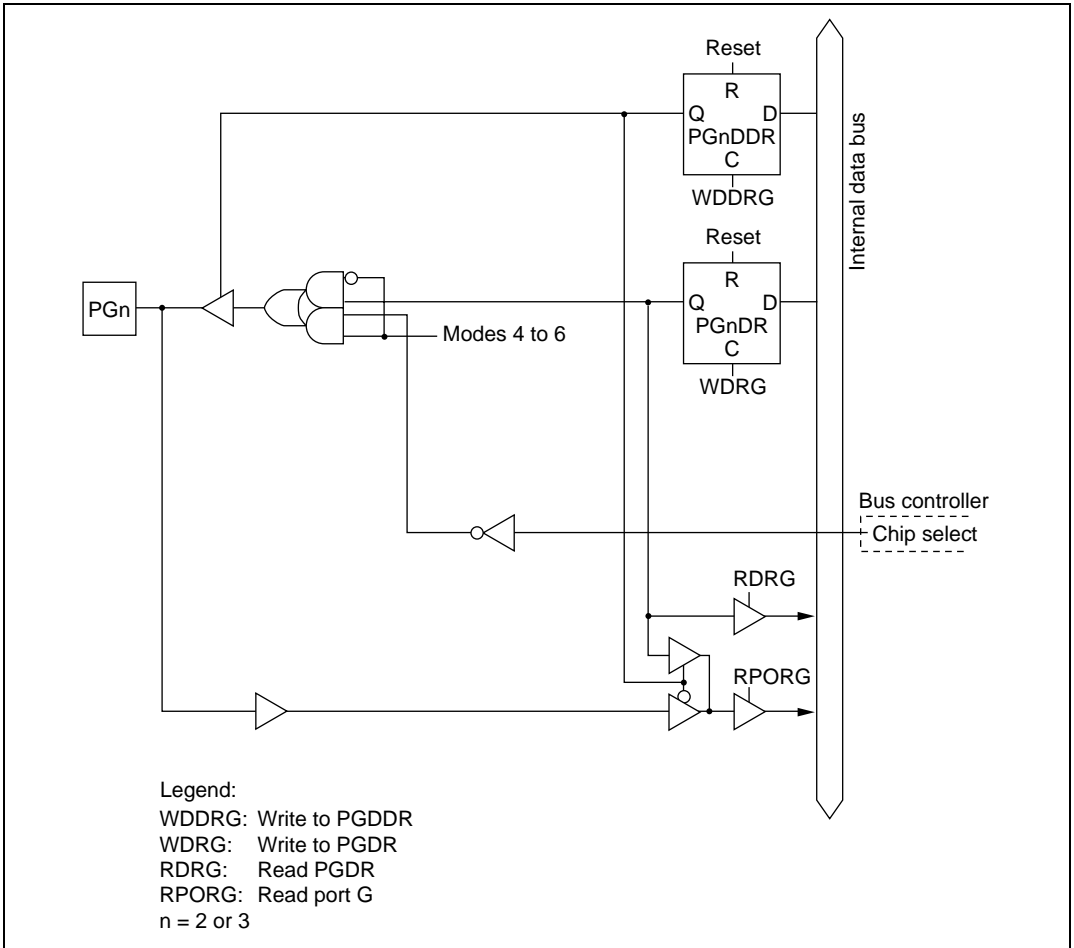 Reset
R
Q D
PGnDDR
C
WDDRG
Internal data bus
Reset
R
Q D
PGnDR
C
WDRG
PGn
Modes 4 to 6
Bus controller
Chip select
RDRG
RPORG
Legend:
WDDRG: Write to PGDDR
WDRG: Write to PGDR
RDRG: Read PGDR
RPORG: Read port G
n = 2 or 3